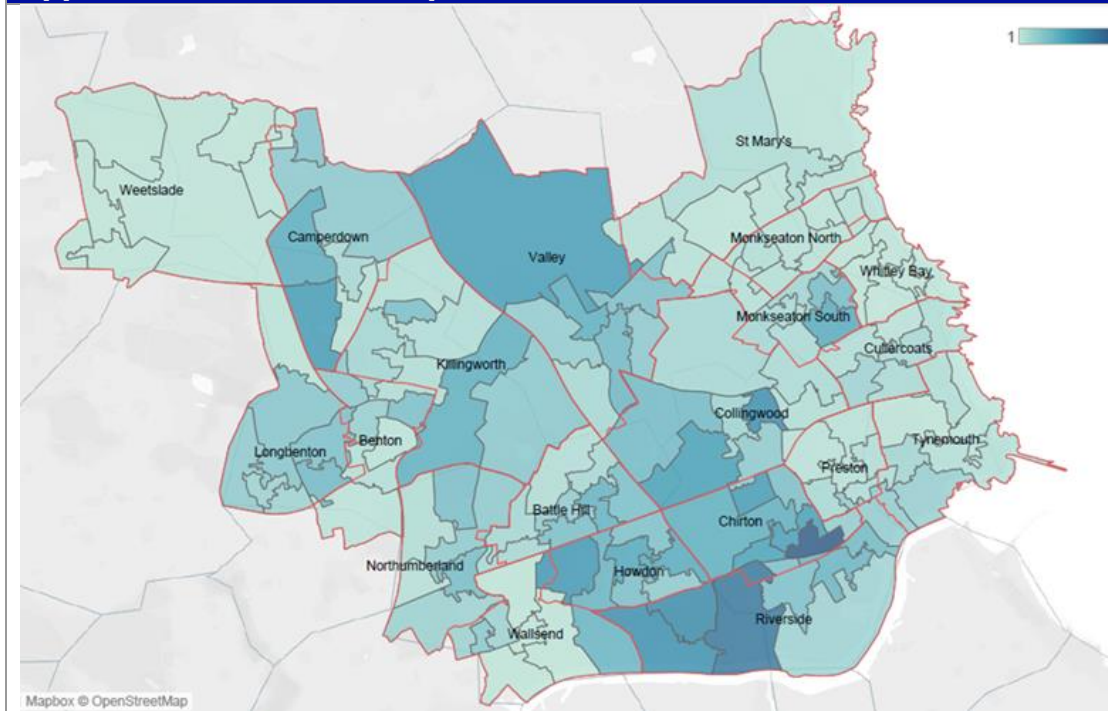 1
St Mary's
Weetslade
Camperdown
Monkseaton North
Valley
Whitley Bay
Monkseaton South
Cullercoats
Killingworth
Collingwood
Benton
Tynemouth
Longbenton
Preston
Battle Hill
Chirton
Northumberland
Howdon
Riverside
Wallsend
Mapbox © OpenStreetMap